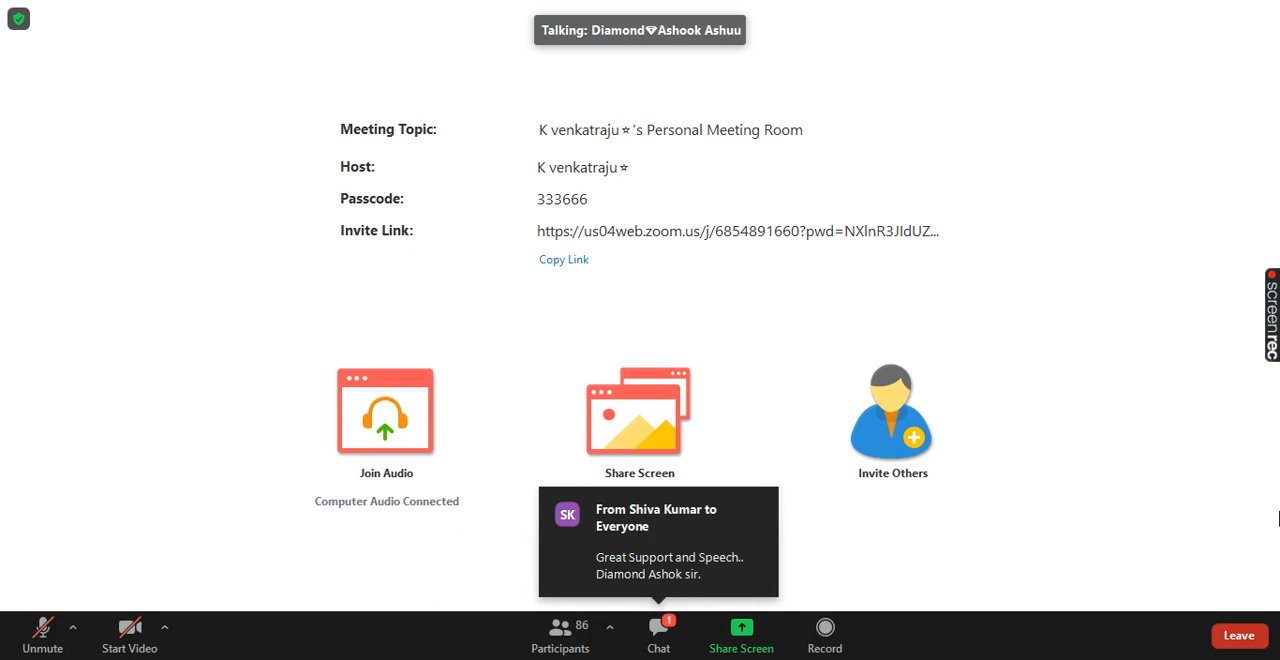 Talking: Diamond💎Ashook Ashuu
Meeting Topic:
K venkatraju⭐'s Personal Meeting Room
Host:
K venkatraju⭐
Passcode:
333666
Invite Link:
https://us04web.zoom.us/j/6854891660?pwd=NXlnR3JIdUZ...
Copy Link
screenrec
Join Audio
Share Screen
Invite Others
Computer Audio Connected
SK
From Shiva Kumar to
Everyone
Great Support and Speech..
Diamond Ashok sir.
Unmute
Start Video
86
Participants
1
Chat
Share Screen
Record
Leave